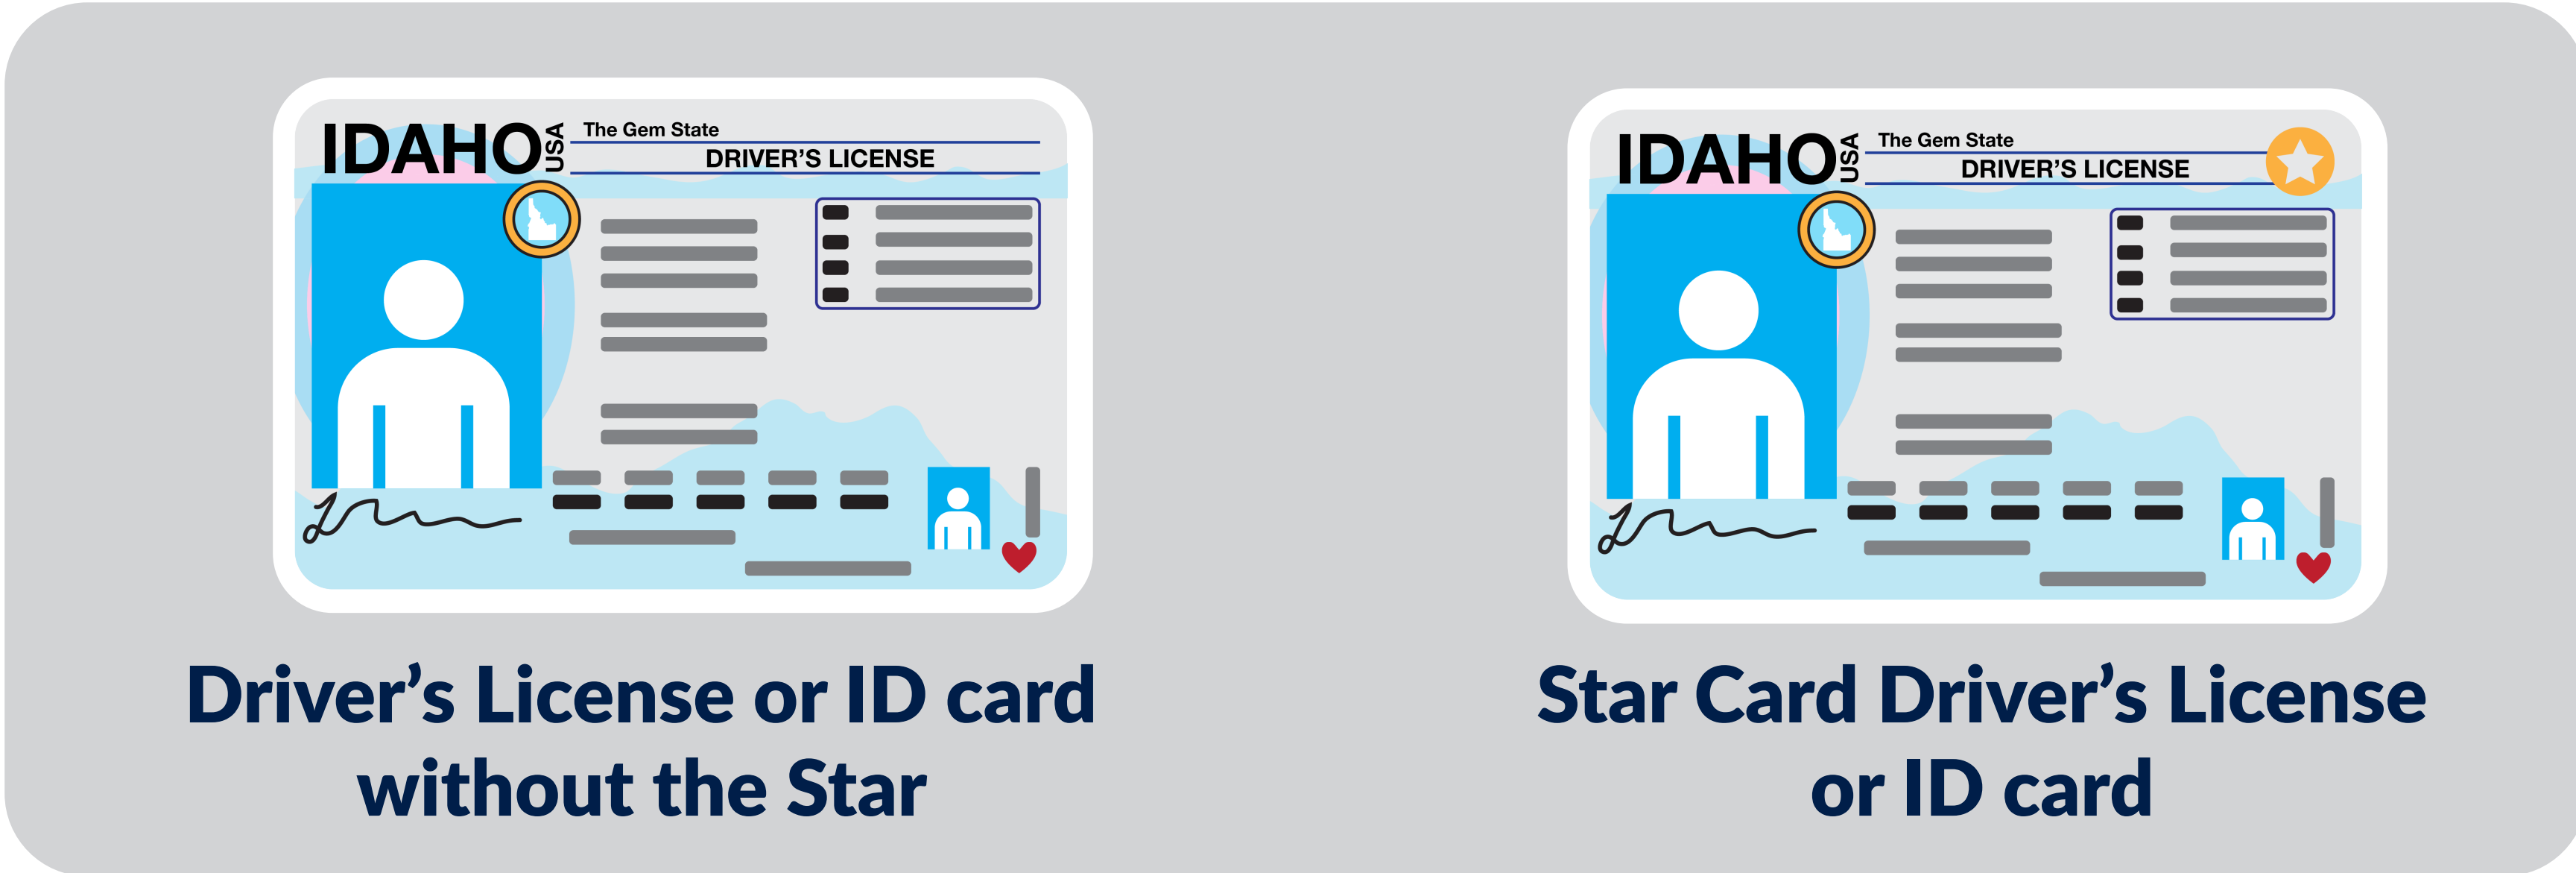 IDAHO USA The Gem State
DRIVER’S LICENSE
Driver’s License or ID card
without the Star
IDAHO USA The Gem State
DRIVER’S LICENSE
Star Card Driver’s License
or ID card